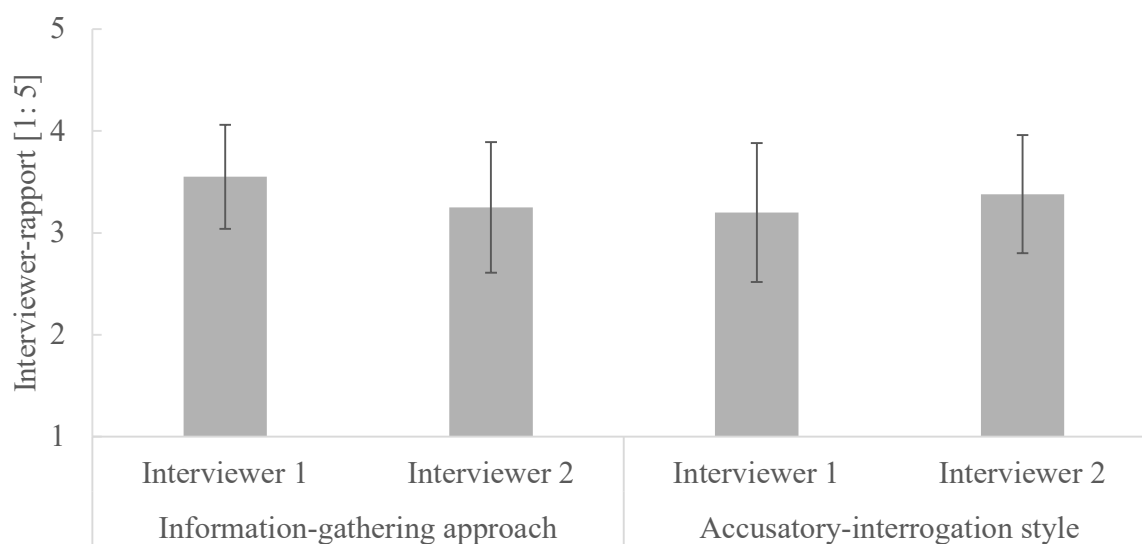 Interviewer-rapport [1: 5]
5
4
3
2
1
Interviewer 1
Interviewer 2
Interviewer 1
Interviewer 2
Information-gathering approach
Accusatory-interrogation style